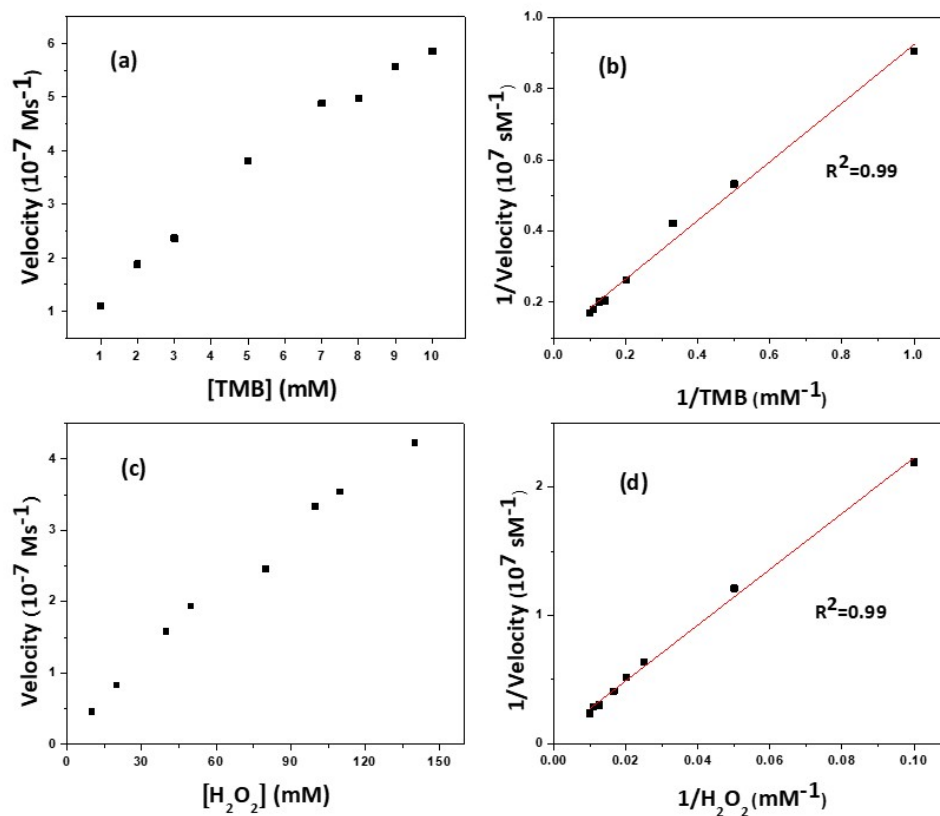 (a)
Velocity (10⁻⁷ Ms⁻¹)
6
5
4
3
2
1
1 2 3 4 5 6 7 8 9 10
[TMB] (mM)
(b)
1/Velocity (10⁷ sM⁻¹)
1.0
0.8
0.6
0.4
0.2
R²=0.99
0.0 0.2 0.4 0.6 0.8 1.0
1/TMB (mM⁻¹)
(c)
Velocity (10⁻⁷ Ms⁻¹)
4
3
2
1
0
0 30 60 90 120 150
[H₂O₂] (mM)
(d)
1/Velocity (10⁷ sM⁻¹)
2
1
0
R²=0.99
0.00 0.02 0.04 0.06 0.08 0.10
1/H₂O₂ (mM⁻¹)